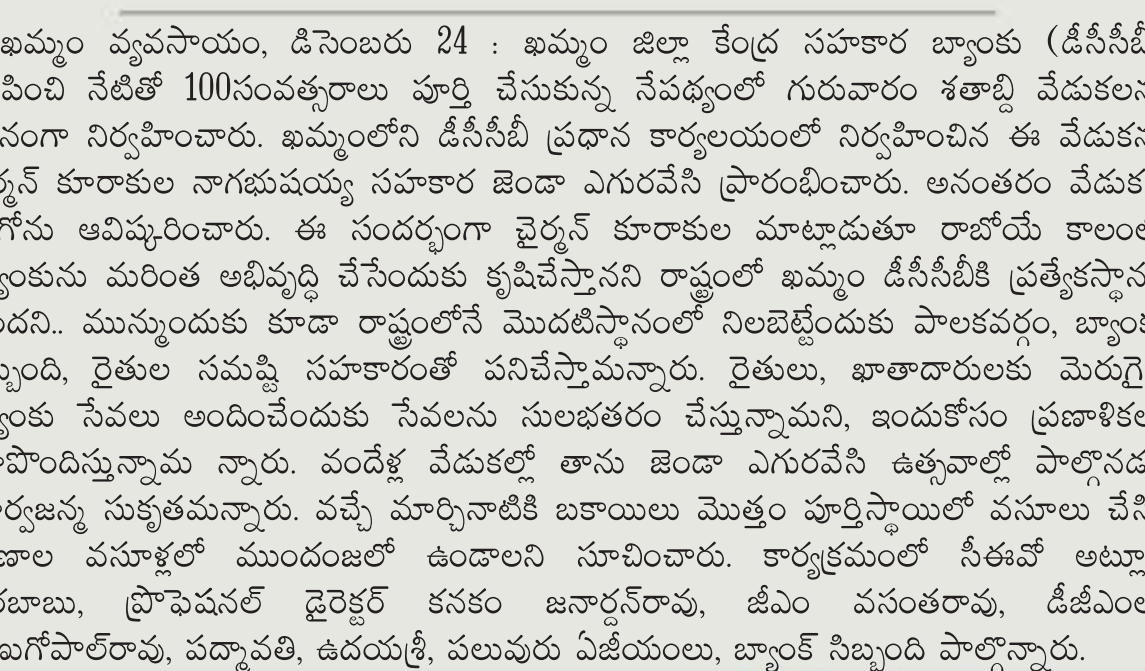 ఖమ్మం వ్యవసాయం, డిసెంబరు 24 : ఖమ్మం జిల్లా కేంద్ర సహకార బ్యాంకు (డీసీసీబీ
పించి నేటితో 100సంవత్సరాలు పూర్తి చేసుకున్న నేపథ్యంలో గురువారం శతాబ్ది వేడుకలన
నంగా నిర్వహించారు. ఖమ్మంలోని డీసీసీబీ ప్రధాన కార్యలయంలో నిర్వహించిన ఈ వేడుకన
ర్మన్ కూరాకుల నాగభుషయ్య సహకార జెండా ఎగురవేసి ప్రారంభించారు. అనంతరం వేడుక
గోను ఆవిష్కరించారు. ఈ సందర్భంగా చైర్మన్ కూరాకుల మాట్లాడుతూ రాబోయే కాలంల
్యంకును మరింత అభివృద్ధి చేసేందుకు కృషిచేస్తానని రాష్ట్రంలో ఖమ్మం డీసీసీబీకి ప్రత్యేకస్థాన
ందని.. మున్ముందుకు కూడా రాష్ట్రంలోనే మొదటిస్థానంలో నిలబెట్టేందుకు పాలకవర్గం, బ్యాంక
బ్బంది, రైతుల సమష్టి సహకారంతో పనిచేస్తామన్నారు. రైతులు, ఖాతాదారులకు మెరుగై
్యంకు సేవలు అందించేందుకు సేవలను సులభతరం చేస్తున్నామని, ఇందుకోసం ప్రణాళికల
ాపొందిస్తున్నామ న్నారు. వందేళ్ల వేడుకల్లో తాను జెండా ఎగురవేసి ఉత్సవాల్లో పాల్గొనడ
ార్వజన్మ సుకృతమన్నారు. వచ్చే మార్చినాటికి బకాయిలు మొత్తం పూర్తిస్థాయిలో వసూలు చేసి
ణాల వసూళ్లలో ముందంజలో ఉండాలని సూచించారు. కార్యక్రమంలో సీఈవో అట్లూ
రబాబు, ప్రొఫెషనల్ డైరెక్టర్ కనకం జనార్దన్‌రావు, జీఎం వసంతరావు, డీజీఎంల
ఖుగోపాల్‌రావు, పద్మావతి, ఉదయశ్రీ, పలువురు ఏజీయంలు, బ్యాంక్ సిబ్బంది పాల్గొన్నారు.